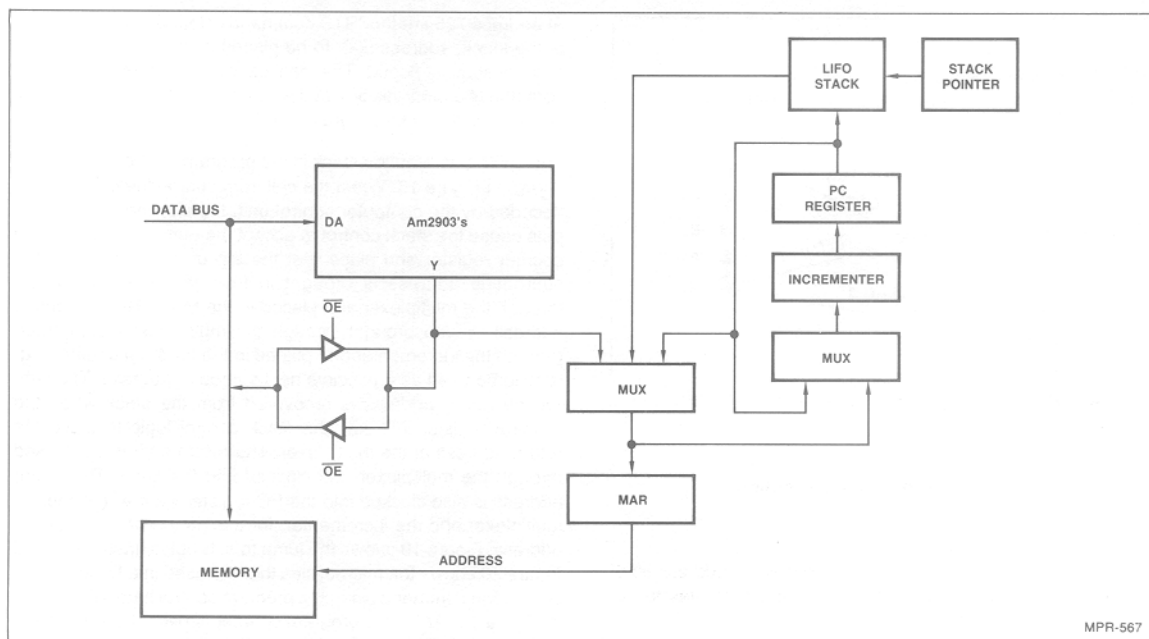 LIFO
STACK
STACK
POINTER
PC
REGISTER
DATA BUS
DA
Am2903's
Y
INCREMENTER
OE
MUX
MUX
OE
MAR
ADDRESS
MEMORY
MPR-567